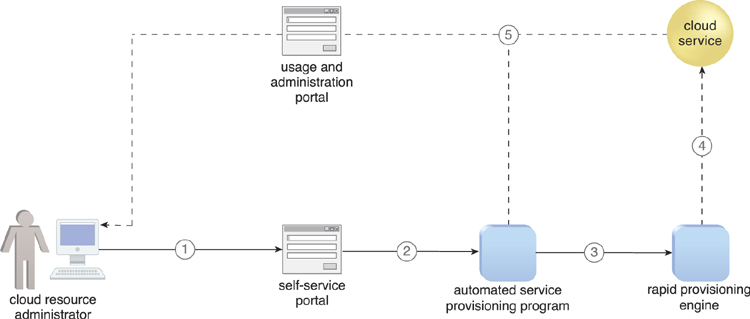 5
cloud
service
usage and
administration
portal
4
1
2
3
cloud resource
administrator
self-service
portal
automated service
provisioning program
rapid provisioning
engine